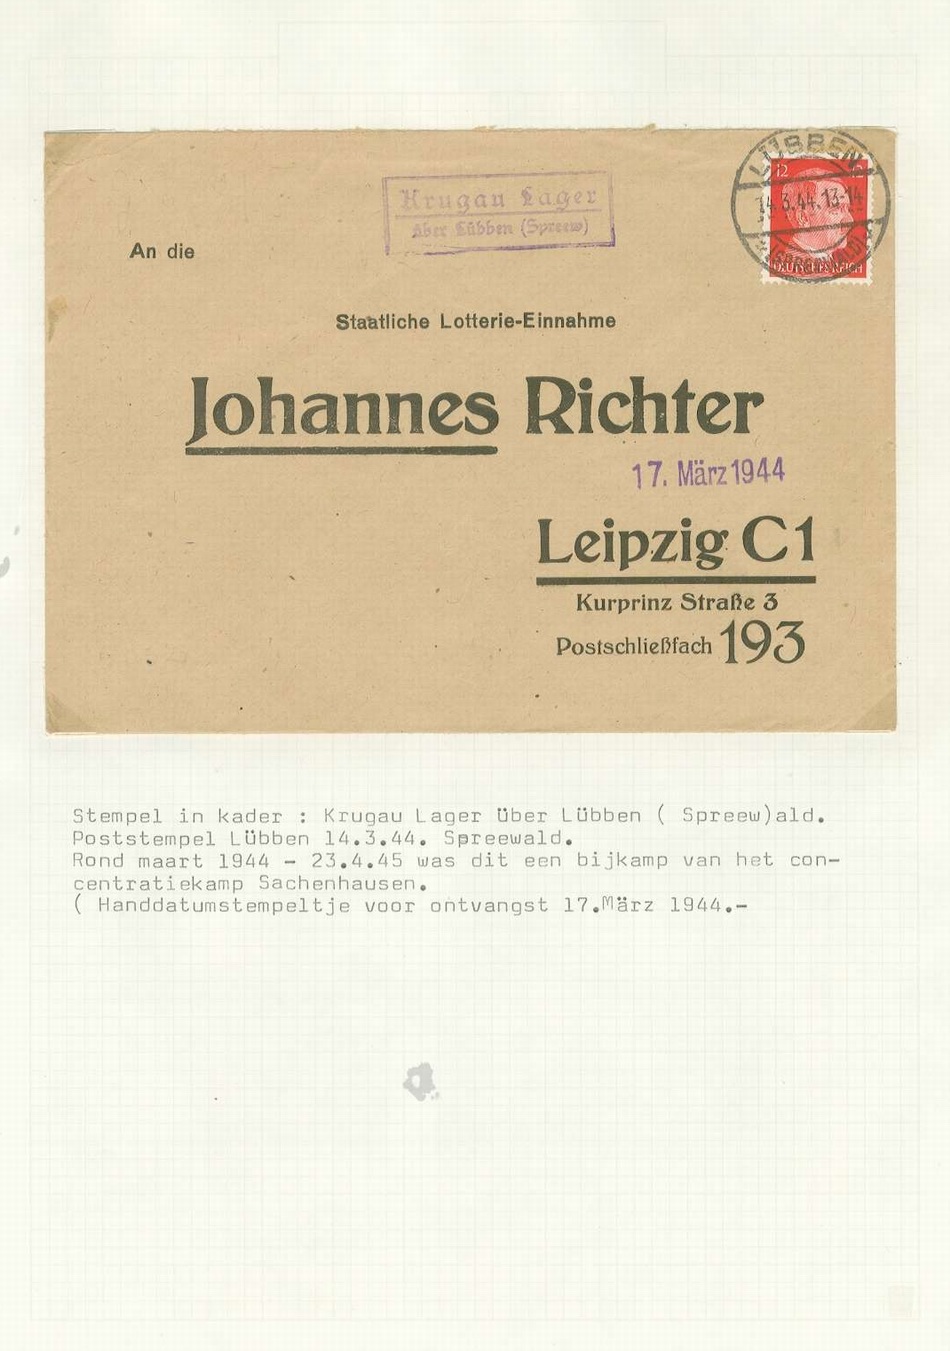 LÜBBEN
12
14.3.44.13-14
(SPREEWALD)
DEUTSCHES REICH
Krugau Lager
über Lübben (Spreew)
An die
Staatliche Lotterie-Einnahme
Johannes Richter
17. März 1944
Leipzig C1
Kurprinz Straße 3
Postschließfach 193
Stempel in kader : Krugau Lager Über Lübben ( Spreew)ald.
Poststempel Lübben 14.3.44. Spreewald.
Rond maart 1944 - 23.4.45 was dit een bijkamp van het con-
centratiekamp Sachenhausen.
( Handdatumstempeltje voor ontvangst 17.März 1944.-